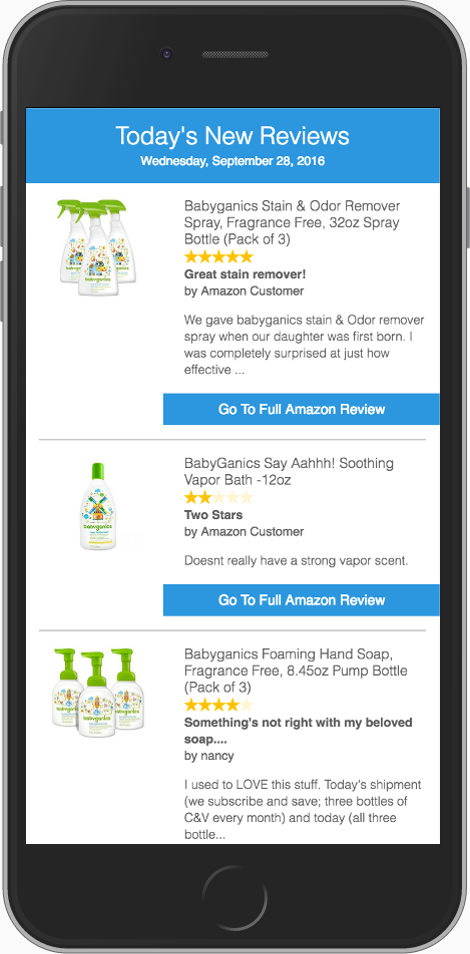 Today's New Reviews
Wednesday, September 28, 2016
Babyganics Stain & Odor Remover
Spray, Fragrance Free, 32oz Spray
Bottle (Pack of 3)
Great stain remover!
by Amazon Customer
We gave babyganics stain & Odor remover
spray when our daughter was first born. I
was completely surprised at just how
effective ...
Go To Full Amazon Review
babyganics
BabyGanics Say Aahhh! Soothing
Vapor Bath -12oz
Two Stars
by Amazon Customer
Doesnt really have a strong vapor scent.
Go To Full Amazon Review
babyganics
Babyganics Foaming Hand Soap,
Fragrance Free, 8.45oz Pump Bottle
(Pack of 3)
Something's not right with my beloved
soap....
by nancy
I used to LOVE this stuff. Today's shipment
(we subscribe and save; three bottles of
C&V every month) and today (all three
bottle...
babyganics